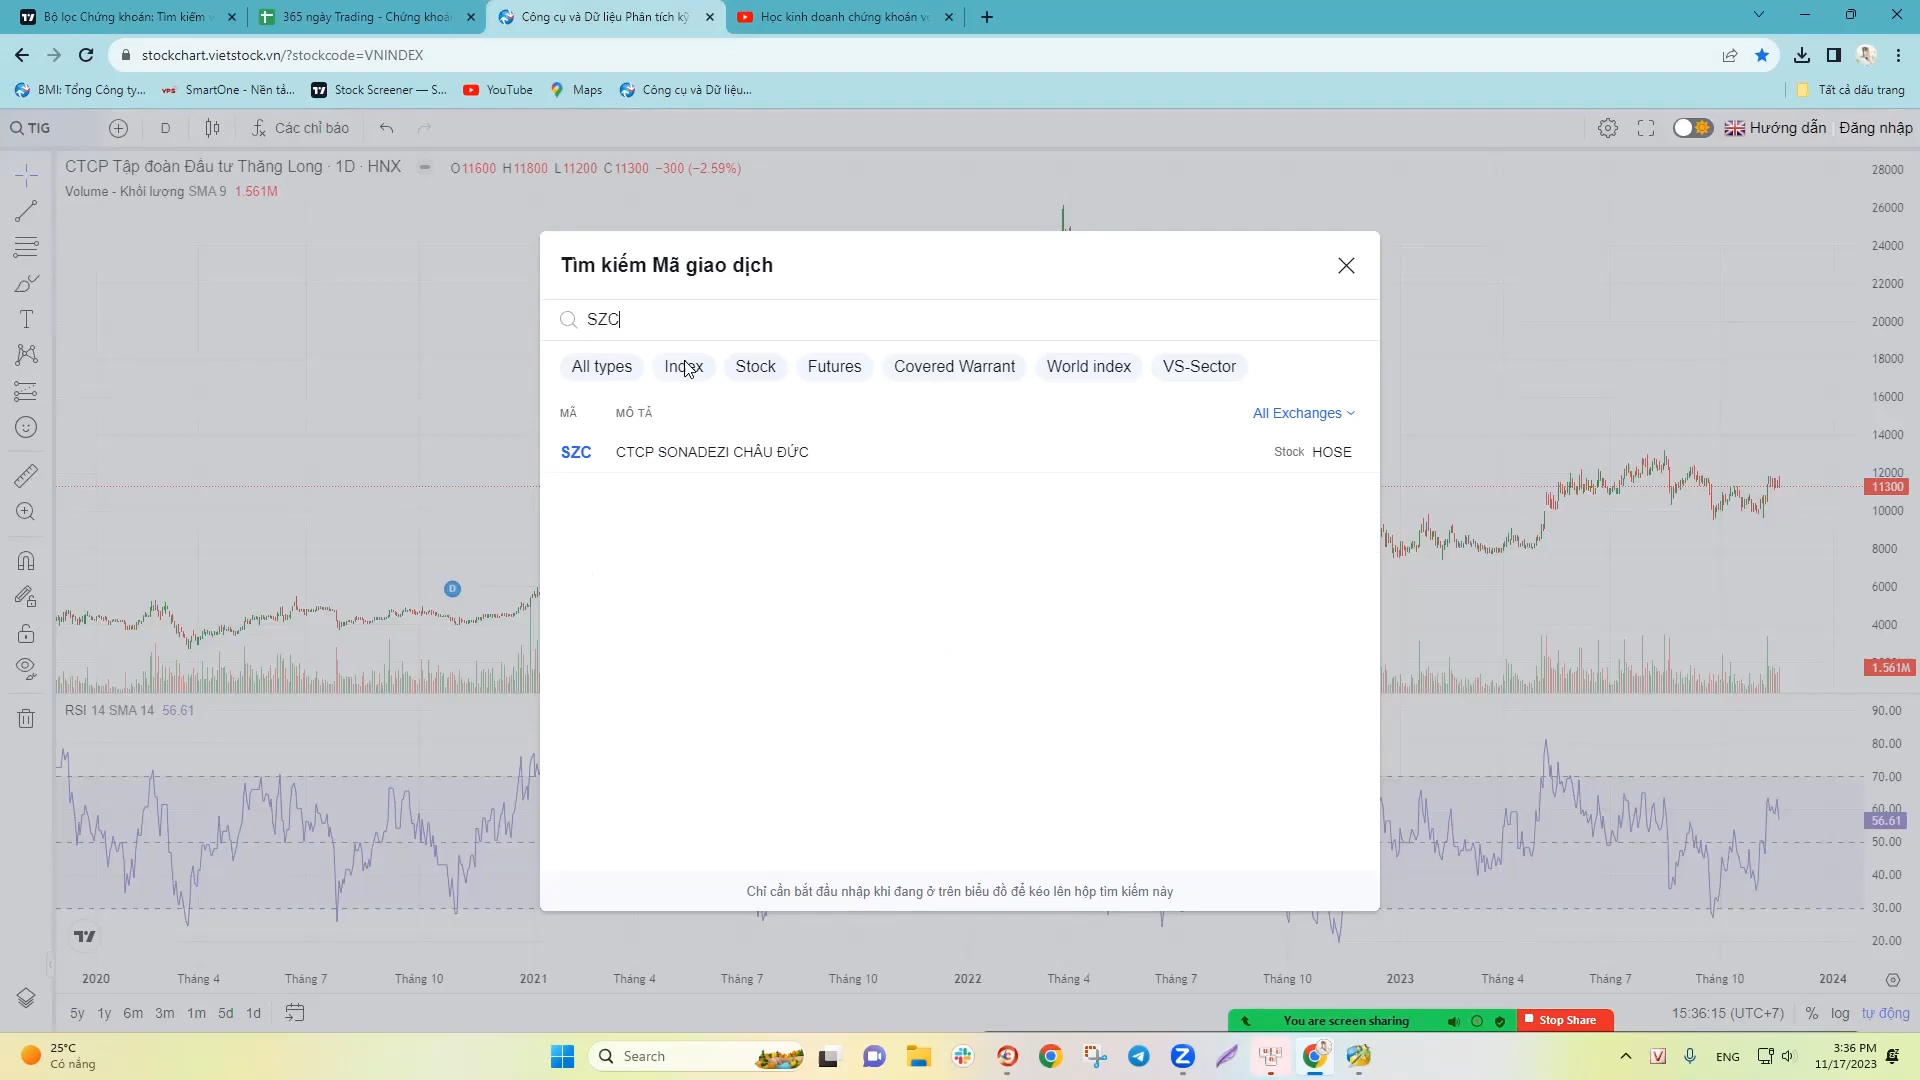 Bộ lọc Chứng khoán: Tìm kiếm
365 ngày Trading - Chứng khoá
Công cụ và Dữ liệu Phân tích kỹ
Học kinh doanh chứng khoán v
stockchart.vietstock.vn/?stockcode=VNINDEX
BMI: Tổng Công ty...
SmartOne - Nền tả...
Stock Screener — S...
YouTube
Maps
Công cụ và Dữ liệu...
Tất cả dấu trang
TIG
D
Các chỉ báo
Hướng dẫn
Đăng nhập
CTCP Tập đoàn Đầu tư Thăng Long · 1D · HNX
O11600 H11800 L11200 C11300 −300 (−2.59%)
Volume - Khối lượng SMA 9 1.561M
28000
26000
24000
22000
20000
18000
16000
14000
12000
11300
10000
8000
6000
4000
1.561M
Tìm kiếm Mã giao dịch
SZC
All types
Index
Stock
Futures
Covered Warrant
World index
VS-Sector
MÃ
MÔ TẢ
All Exchanges
SZC
CTCP SONADEZI CHÂU ĐỨC
Stock HOSE
Chỉ cần bắt đầu nhập khi đang ở trên biểu đồ để kéo lên hộp tìm kiếm này
D
RSI 14 SMA 14 56.61
90.00
80.00
70.00
60.00
56.61
50.00
40.00
30.00
20.00
2020
Tháng 4
Tháng 7
Tháng 10
2021
Tháng 4
Tháng 7
Tháng 10
2022
Tháng 4
Tháng 7
Tháng 10
2023
Tháng 4
Tháng 7
Tháng 10
2024
5y 1y 6m 3m 1m 5d 1d
You are screen sharing
Stop Share
15:36:15 (UTC+7)
%
log
tự động
25°C
Có nắng
Search
ENG
3:36 PM
11/17/2023